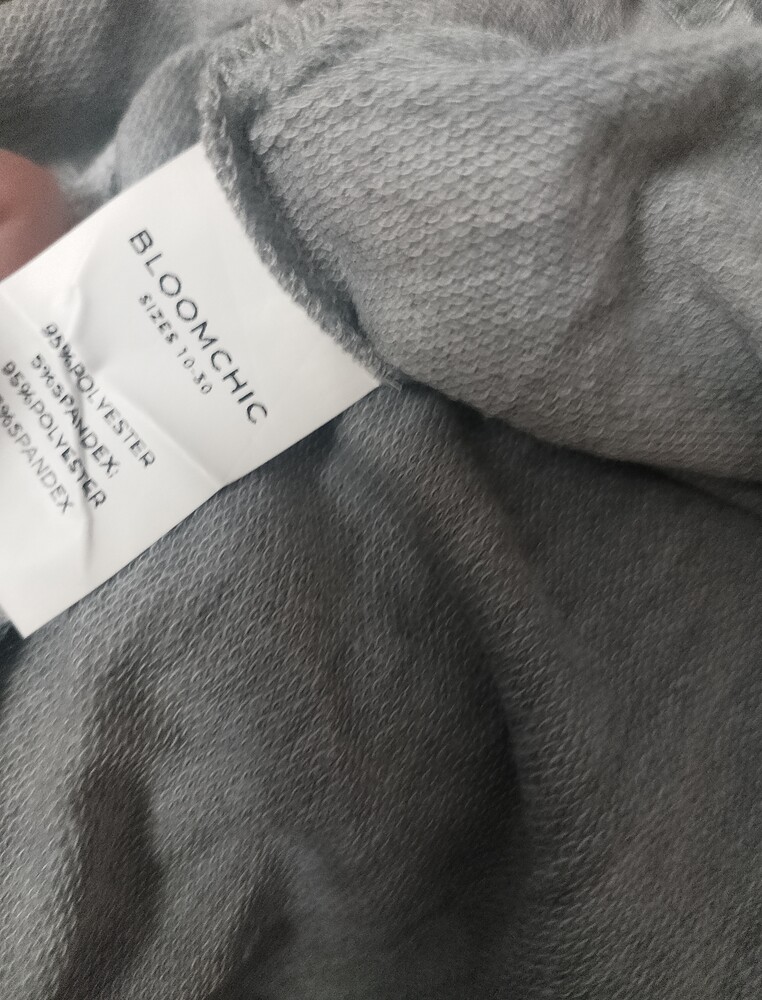 BLOOMCHIC
SIZES 10-30
95%POLYESTER
5%SPANDEX;
95%POLYESTER
5%SPANDEX